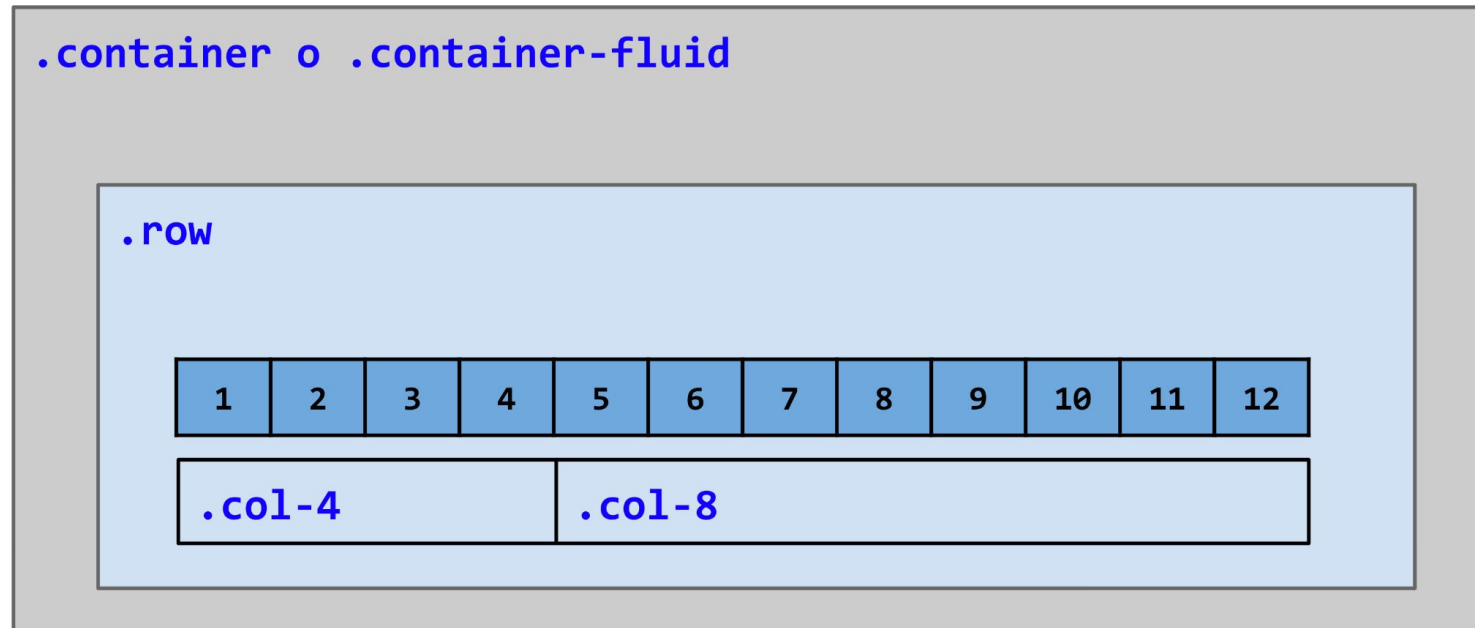 .container o .container-fluid
.row
1 2 3 4 5 6 7 8 9 10 11 12
.col-4 .col-8